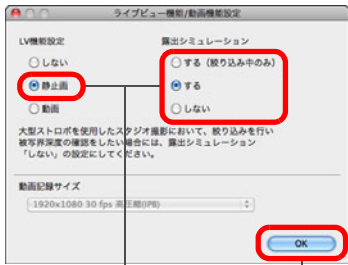 ライブビュー機能/動画機能設定
LV機能設定
露出シミュレーション
しない
する（絞り込み中のみ）
静止画
する
動画
しない
大型ストロボを使用したスタジオ撮影において、絞り込みを行い
被写界深度の確認をしたい場合には、露出シミュレーション
「しない」の設定にしてください。
動画記録サイズ
1920x1080 30 fps 高圧縮(IPB)
OK